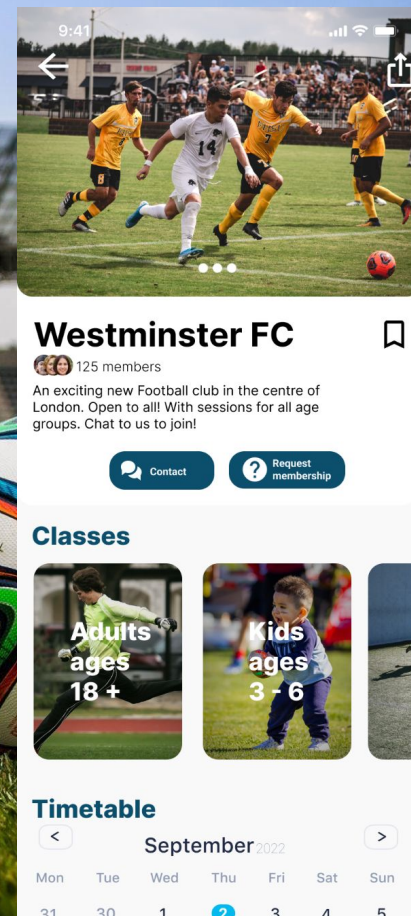 9:41
14
7
Westminster FC
125 members
An exciting new Football club in the centre of
London. Open to all! With sessions for all age
groups. Chat to us to join!
Contact
Request
membership
Classes
Adults
ages
18 +
Kids
ages
3 - 6
Timetable
<
September 2022
>
Mon Tue Wed Thu Fri Sat Sun
31 30 1 2 3 4 5